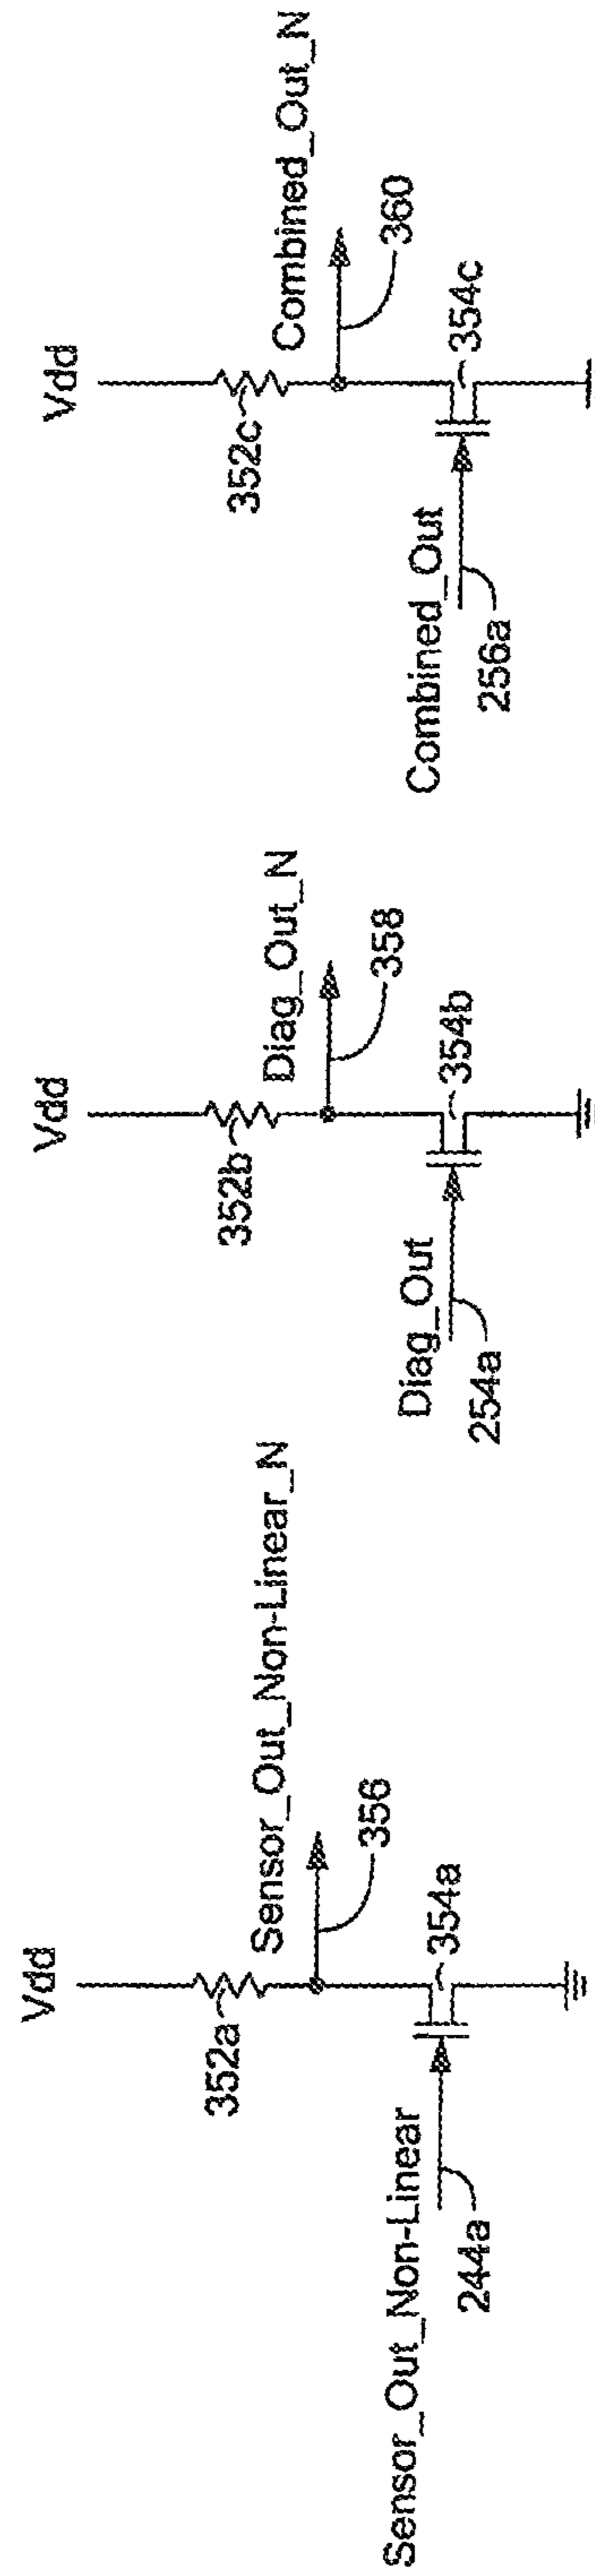 Vdd
352a
Sensor_Out_Non-Linear_N
356
Sensor_Out_Non-Linear
244a
354a
Vdd
352b
Diag_Out_N
358
Diag_Out
254a
354b
Vdd
352c
Combined_Out_N
360
Combined_Out
256a
354c